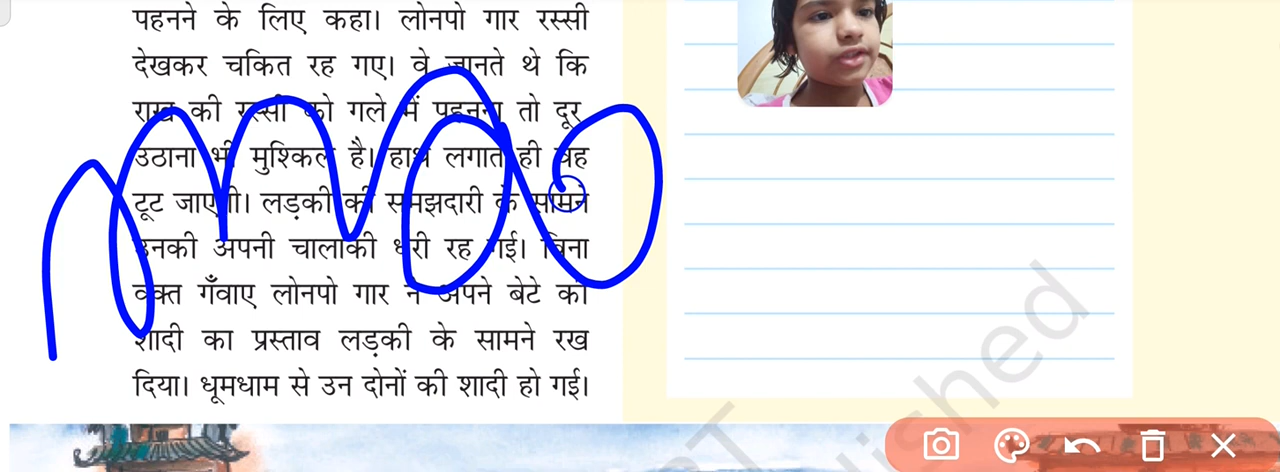 पहनने के लिए कहा। लोनपो गार रस्सी
देखकर चकित रह गए। वे जानते थे कि
राख की रस्सी को गले में पहनना तो दूर,
उठाना भी मुश्किल है। हाथ लगाते ही वह
टूट जाएगी। लड़की की समझदारी के सामने
उनकी अपनी चालाकी धरी रह गई। बिना
वक्त गँवाए लोनपो गार ने अपने बेटे की
शादी का प्रस्ताव लड़की के सामने रख
दिया। धूमधाम से उन दोनों की शादी हो गई।